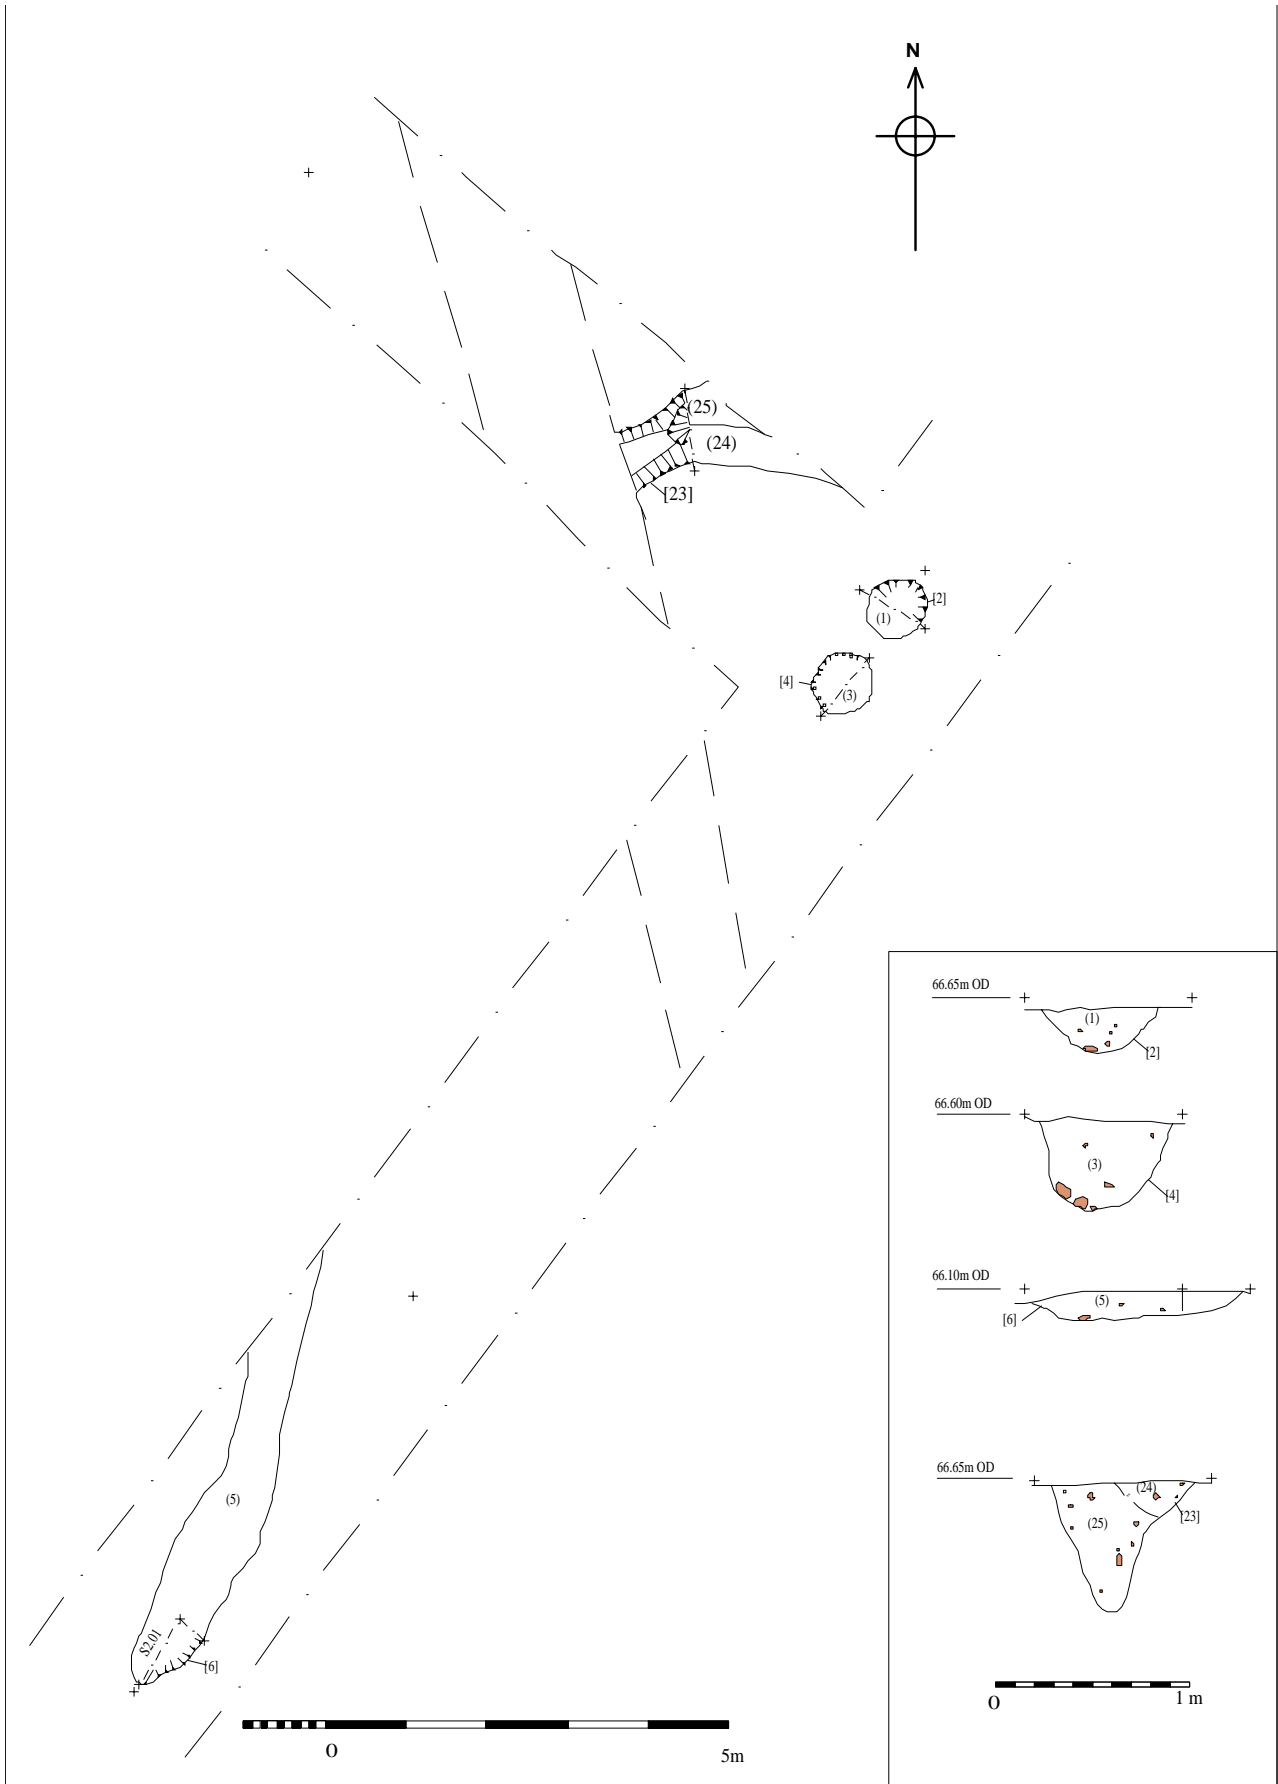 N
(25)
(24)
[23]
[2]
(1)
[4]
(3)
(5)
S2.01
[6]
0
5m
66.65m OD
(1)
[2]
66.60m OD
(3)
[4]
66.10m OD
(5)
[6]
66.65m OD
(24)
(25)
[23]
0
1 m